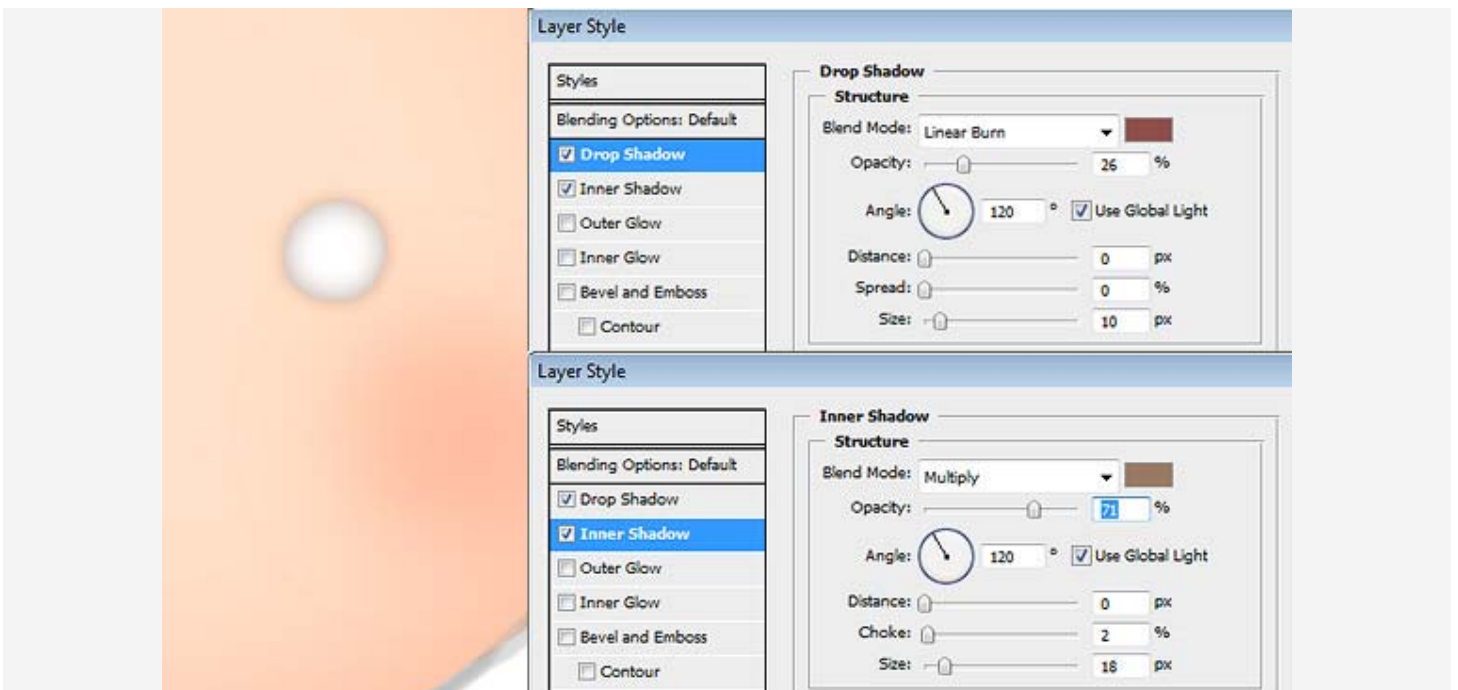 Layer Style
Styles
Blending Options: Default
Drop Shadow
Inner Shadow
Outer Glow
Inner Glow
Bevel and Emboss
Contour
Drop Shadow
Structure
Blend Mode: Linear Burn
Opacity: 26 %
Angle: 120 ° Use Global Light
Distance: 0 px
Spread: 0 %
Size: 10 px
Layer Style
Styles
Blending Options: Default
Drop Shadow
Inner Shadow
Outer Glow
Inner Glow
Bevel and Emboss
Contour
Inner Shadow
Structure
Blend Mode: Multiply
Opacity: 71 %
Angle: 120 ° Use Global Light
Distance: 0 px
Choke: 2 %
Size: 18 px